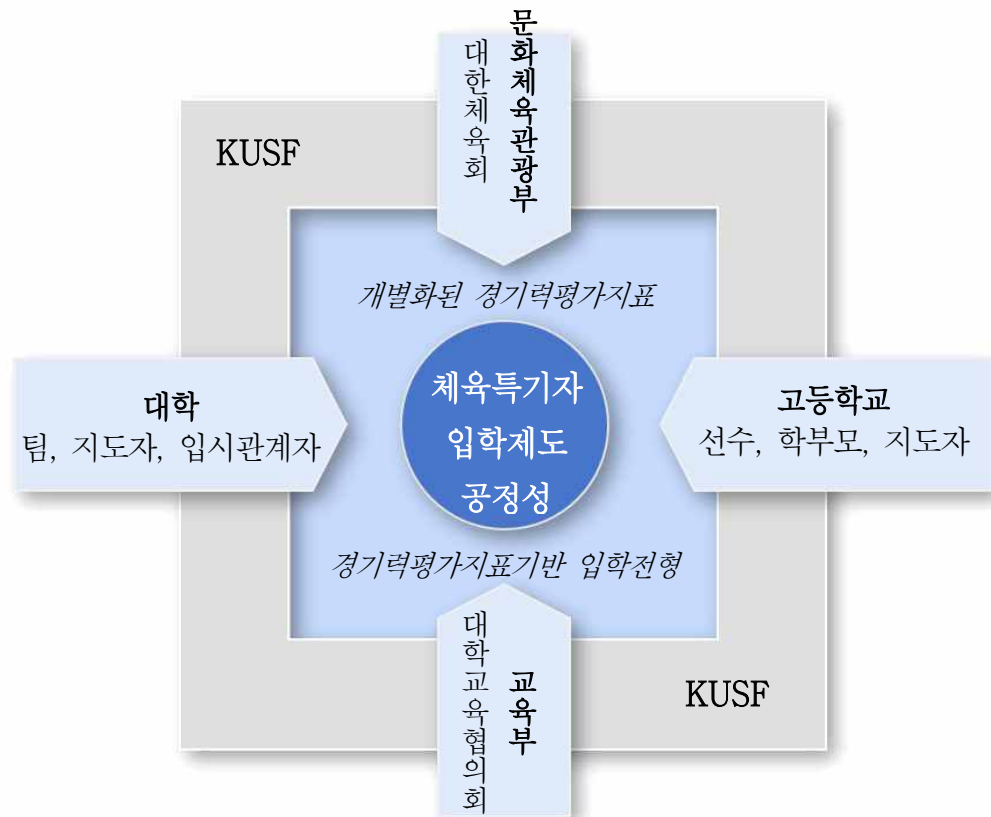 문화체육관광부
대한체육회
KUSF
개별화된 경기력평가지표
대학
팀, 지도자, 입시관계자
체육특기자
입학제도
공정성
고등학교
선수, 학부모, 지도자
경기력평가지표기반 입학전형
교육부
대학교육협의회
KUSF